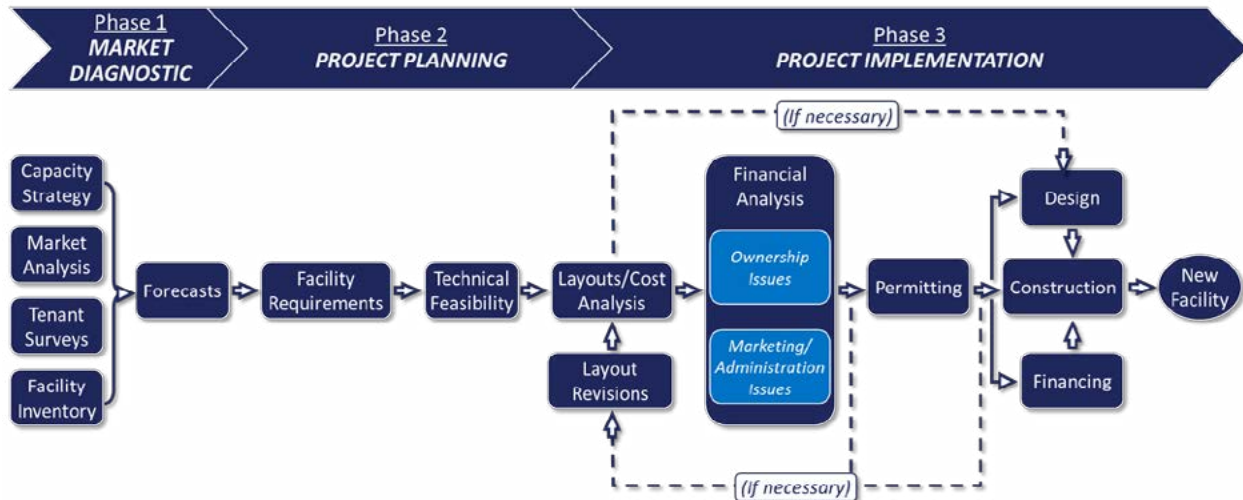 Phase 1
MARKET
DIAGNOSTIC
Phase 2
PROJECT PLANNING
Phase 3
PROJECT IMPLEMENTATION
(If necessary)
Capacity
Strategy
Market
Analysis
Tenant
Surveys
Facility
Inventory
Forecasts
Facility
Requirements
Technical
Feasibility
Layouts/Cost
Analysis
Layout
Revisions
Financial
Analysis
Ownership
Issues
Marketing/
Administration
Issues
Permitting
Design
Construction
Financing
New
Facility
(If necessary)